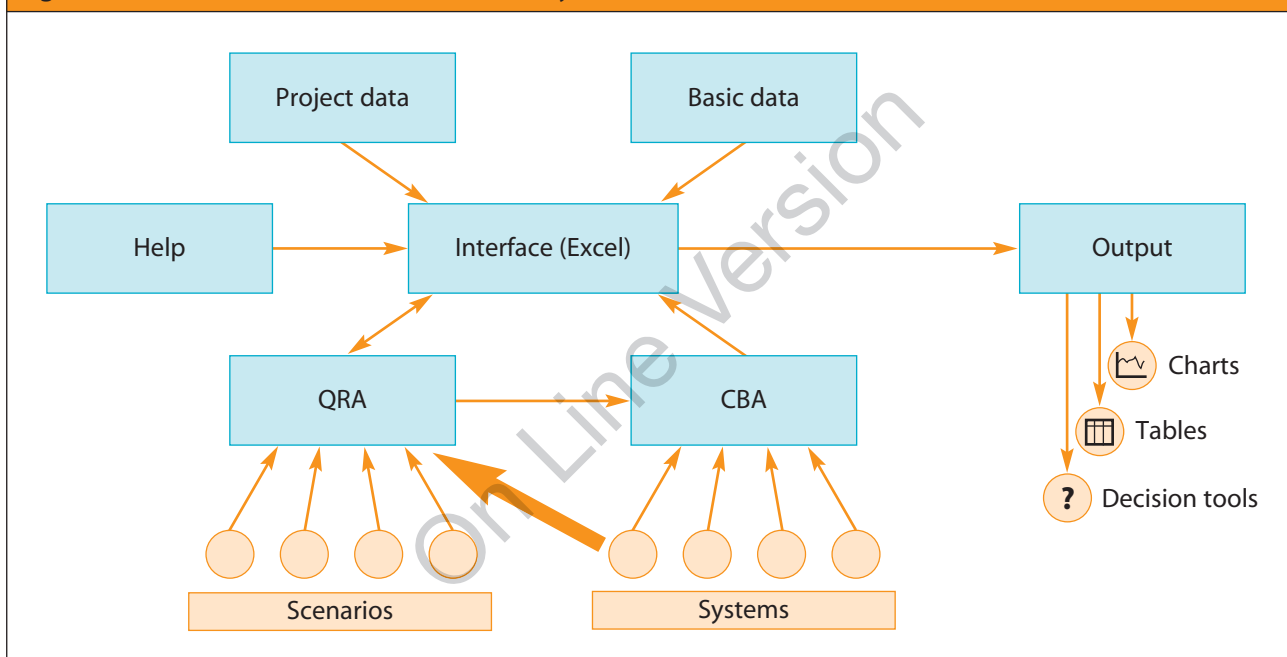 Project data
Basic data
Help
Interface (Excel)
Output
QRA
CBA
Charts
Tables
? Decision tools
Scenarios
Systems
On Line Version